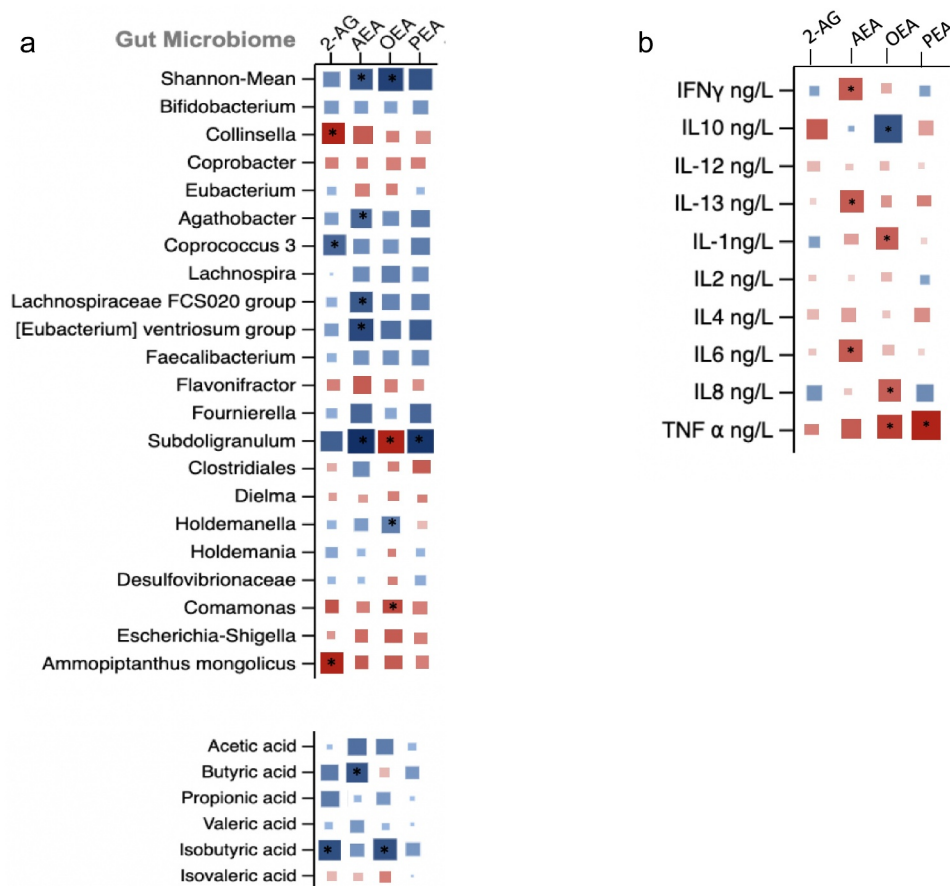 a
Gut Microbiome
2-AG AEA OEA PEA
Shannon-Mean
Bifidobacterium
Collinsella
Coprobacter
Eubacterium
Agathobacter
Coprococcus 3
Lachnospira
Lachnospiraceae FCS020 group
[Eubacterium] ventriosum group
Faecalibacterium
Flavonifractor
Fournierella
Subdoligranulum
Clostridiales
Dielma
Holdemanella
Holdemania
Desulfovibrionaceae
Comamonas
Escherichia-Shigella
Ammopiptanthus mongolicus
Acetic acid
Butyric acid
Propionic acid
Valeric acid
Isobutyric acid
Isovaleric acid
b
2-AG AEA OEA PEA
IFNγ ng/L
IL10 ng/L
IL-12 ng/L
IL-13 ng/L
IL-1ng/L
IL2 ng/L
IL4 ng/L
IL6 ng/L
IL8 ng/L
TNF α ng/L